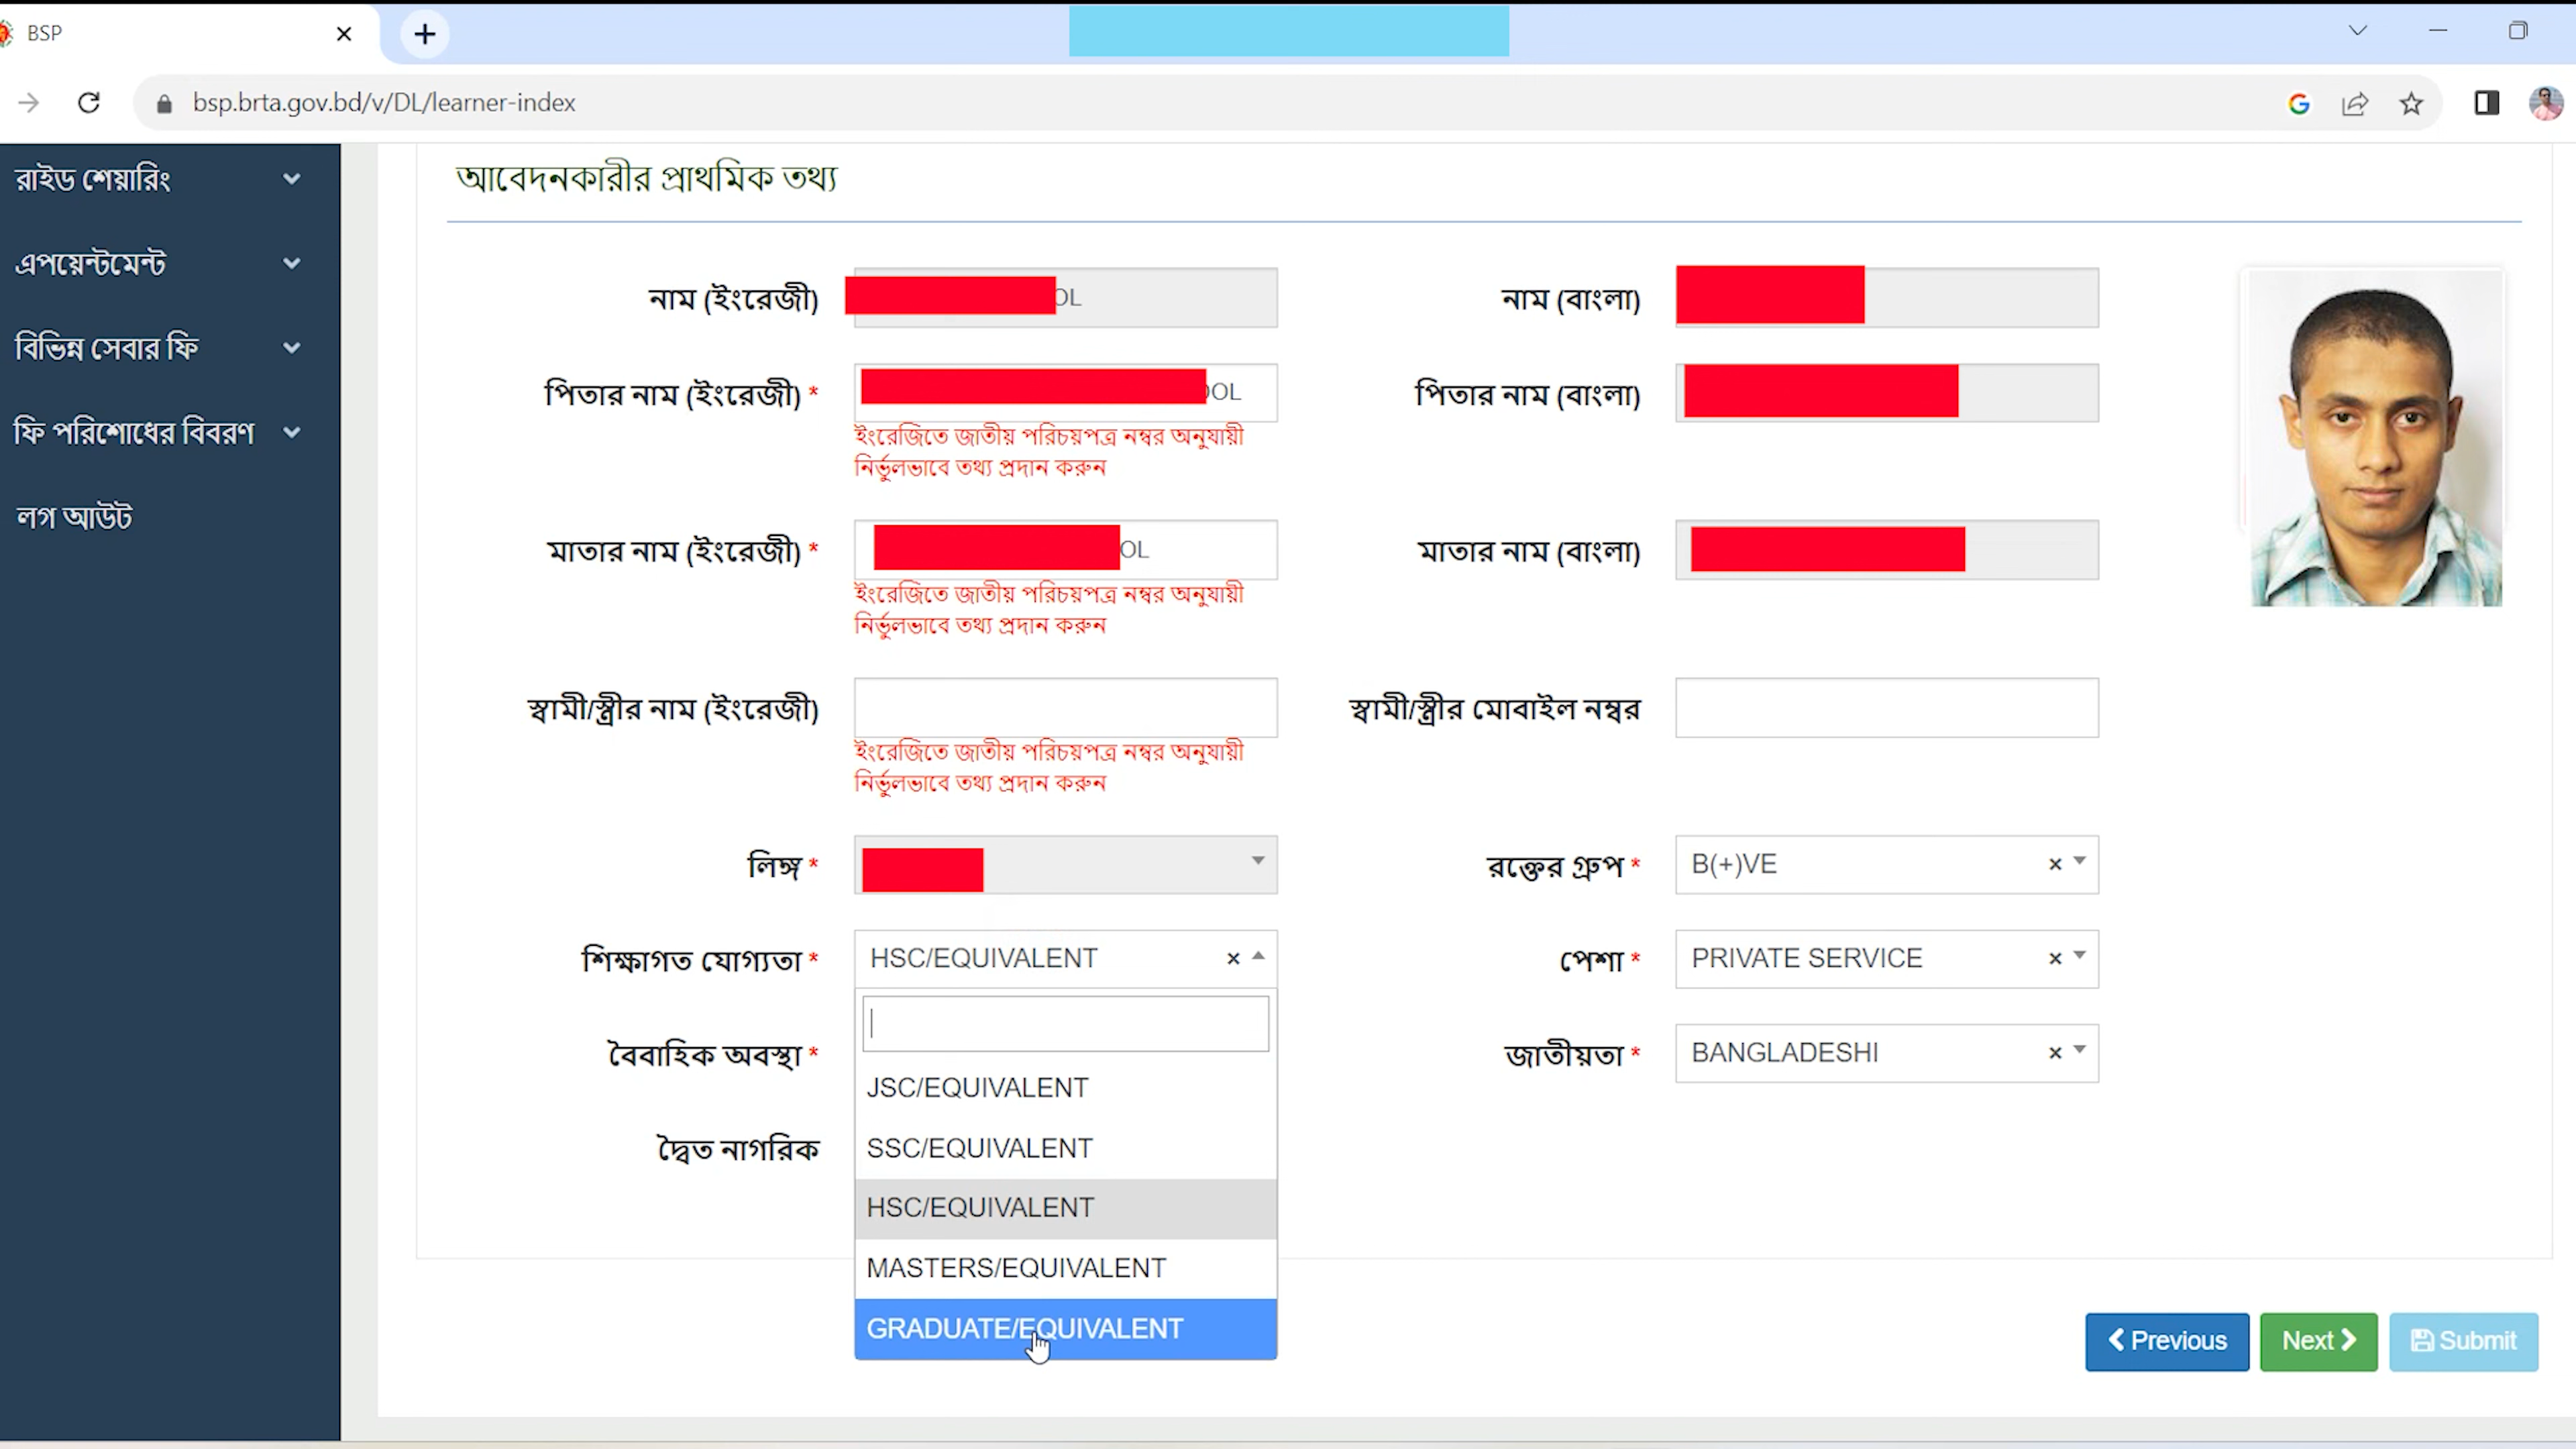 BSP
bsp.brta.gov.bd/v/DL/learner-index
রাইড শেয়ারিং
এপয়েন্টমেন্ট
বিভিন্ন সেবার ফি
ফি পরিশোধের বিবরণ
লগ আউট
আবেদনকারীর প্রাথমিক তথ্য
নাম (ইংরেজী) OL নাম (বাংলা)
পিতার নাম (ইংরেজী) * OOL পিতার নাম (বাংলা)
ইংরেজিতে জাতীয় পরিচয়পত্র নম্বর অনুযায়ী
নির্ভুলভাবে তথ্য প্রদান করুন
মাতার নাম (ইংরেজী) * OL মাতার নাম (বাংলা)
ইংরেজিতে জাতীয় পরিচয়পত্র নম্বর অনুযায়ী
নির্ভুলভাবে তথ্য প্রদান করুন
স্বামী/স্ত্রীর নাম (ইংরেজী) স্বামী/স্ত্রীর মোবাইল নম্বর
ইংরেজিতে জাতীয় পরিচয়পত্র নম্বর অনুযায়ী
নির্ভুলভাবে তথ্য প্রদান করুন
লিঙ্গ * রক্তের গ্রুপ * B(+)VE
শিক্ষাগত যোগ্যতা * HSC/EQUIVALENT পেশা * PRIVATE SERVICE
বৈবাহিক অবস্থা * জাতীয়তা * BANGLADESHI
JSC/EQUIVALENT
দ্বৈত নাগরিক SSC/EQUIVALENT
HSC/EQUIVALENT
MASTERS/EQUIVALENT
GRADUATE/EQUIVALENT
Previous Next Submit